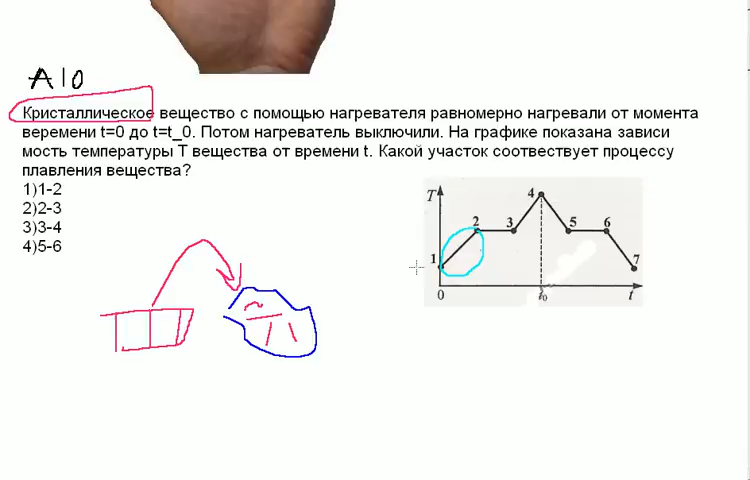 A10
Кристаллическое вещество с помощью нагревателя равномерно нагревали от момента
веремени t=0 до t=t_0. Потом нагреватель выключили. На графике показана зависи
мость температуры T вещества от времени t. Какой участок соотвествует процессу
плавления вещества?
1)1-2
2)2-3
3)3-4
4)5-6
T
4
2
3
5
6
1
7
0
t₀
t